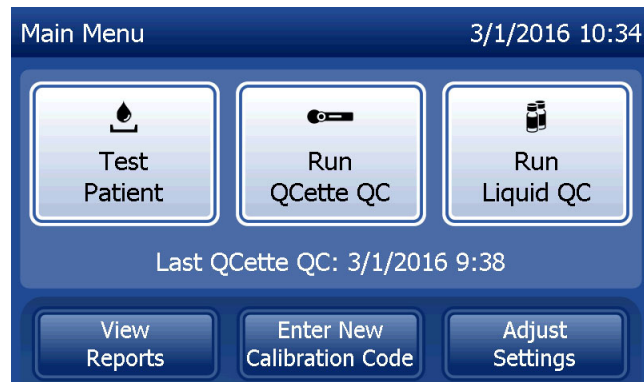 Main Menu 3/1/2016 10:34
Test
Patient
Run
QCette QC
Run
Liquid QC
Last QCette QC: 3/1/2016 9:38
View
Reports
Enter New
Calibration Code
Adjust
Settings